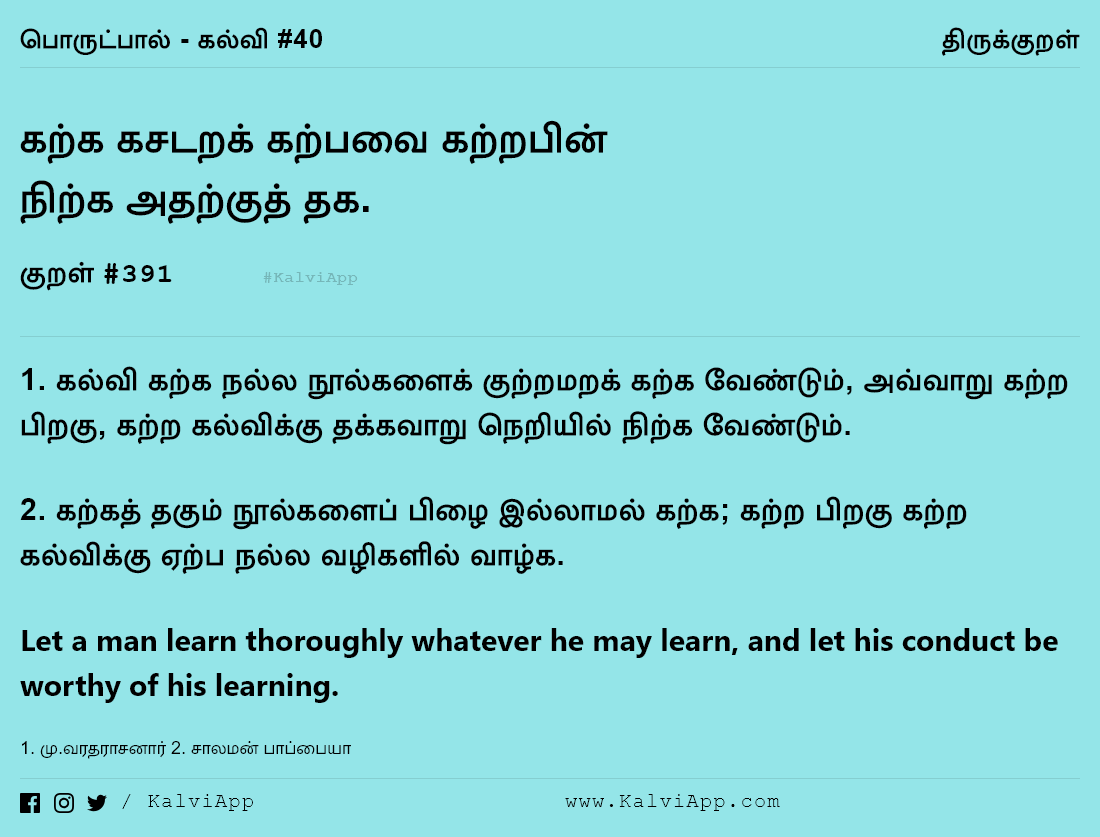 பொருட்பால் - கல்வி #40 திருக்குறள்
கற்க கசடறக் கற்பவை கற்றபின்
நிற்க அதற்குத் தக.
குறள் #391 #KalviApp
1. கல்வி கற்க நல்ல நூல்களைக் குற்றமறக் கற்க வேண்டும், அவ்வாறு கற்ற
பிறகு, கற்ற கல்விக்கு தக்கவாறு நெறியில் நிற்க வேண்டும்.
2. கற்கத் தகும் நூல்களைப் பிழை இல்லாமல் கற்க; கற்ற பிறகு கற்ற
கல்விக்கு ஏற்ப நல்ல வழிகளில் வாழ்க.
Let a man learn thoroughly whatever he may learn, and let his conduct be
worthy of his learning.
1. மு.வரதராசனார் 2. சாலமன் பாப்பையா
/ KalviApp www.KalviApp.com